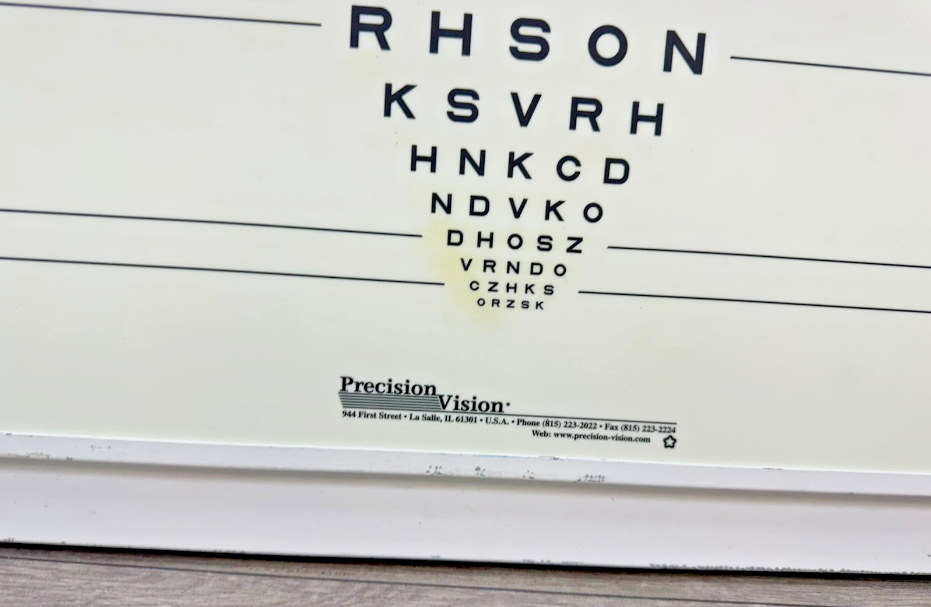 R H S O N
K S V R H
H N K C D
N D V K O
D H O S Z
V R N D O
C Z H K S
O R Z S K
Precision
Vision
944 First Street • La Salle, IL 61301 • U.S.A. • Phone (815) 223-2022 • Fax (815) 223-2224
Web: www.precision-vision.com